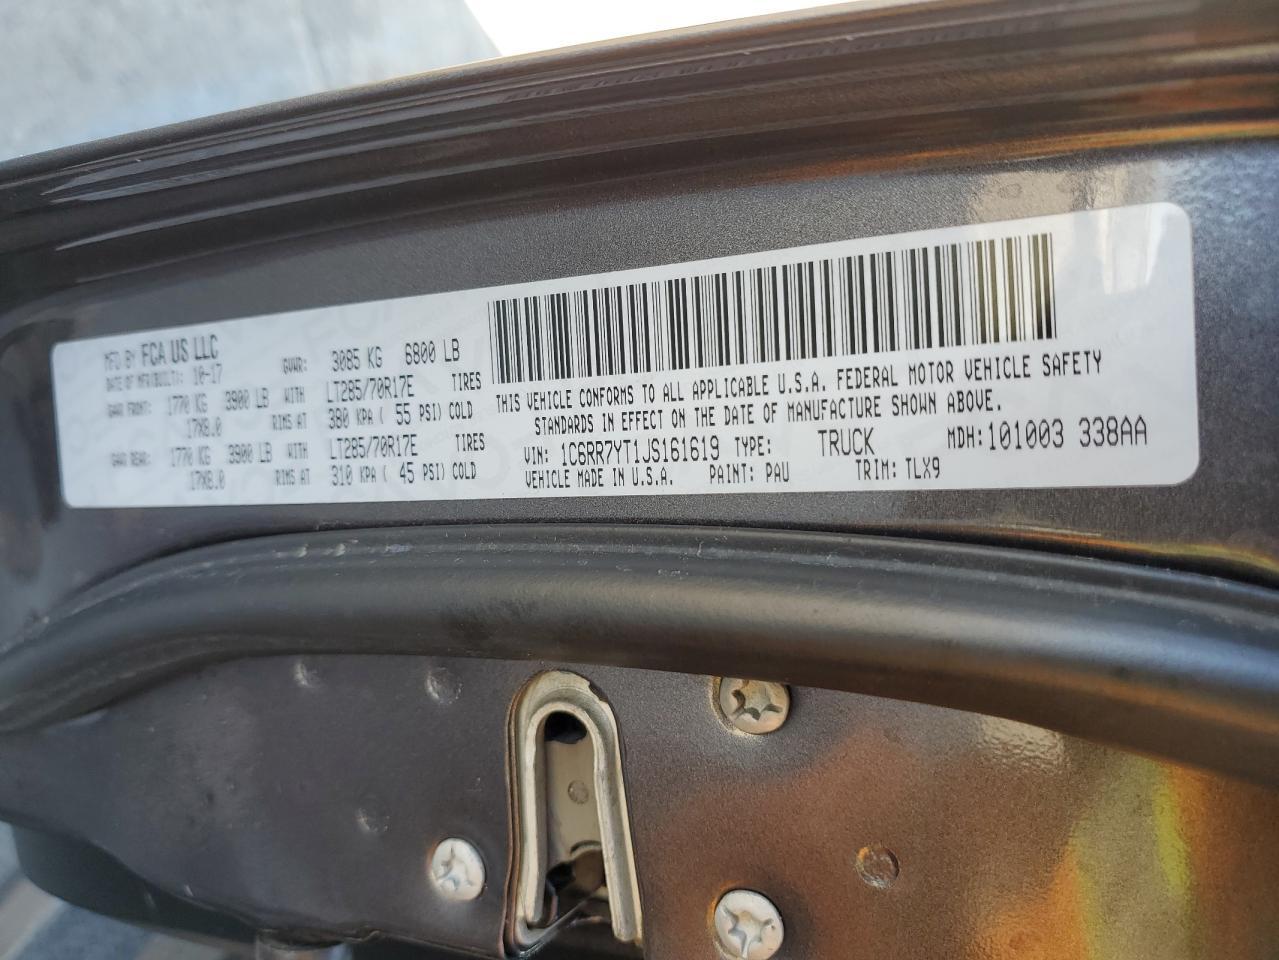 MFD BY FCA US LLC GVWR: 3085 KG 6800 LB
DATE OF MFR(BUILT): 10-17
GAWR FRONT: 1770 KG 3900 LB WITH LT285/70R17E TIRES
17X8.0 RIMS AT 380 KPA ( 55 PSI) COLD
GAWR REAR: 1770 KG 3900 LB WITH LT285/70R17E TIRES
17X8.0 RIMS AT 310 KPA ( 45 PSI) COLD
THIS VEHICLE CONFORMS TO ALL APPLICABLE U.S.A. FEDERAL MOTOR VEHICLE SAFETY
STANDARDS IN EFFECT ON THE DATE OF MANUFACTURE SHOWN ABOVE.
VIN: 1C6RR7YT1JS161619 TYPE: TRUCK MDH:101003 338AA
VEHICLE MADE IN U.S.A. PAINT: PAU TRIM: TLX9